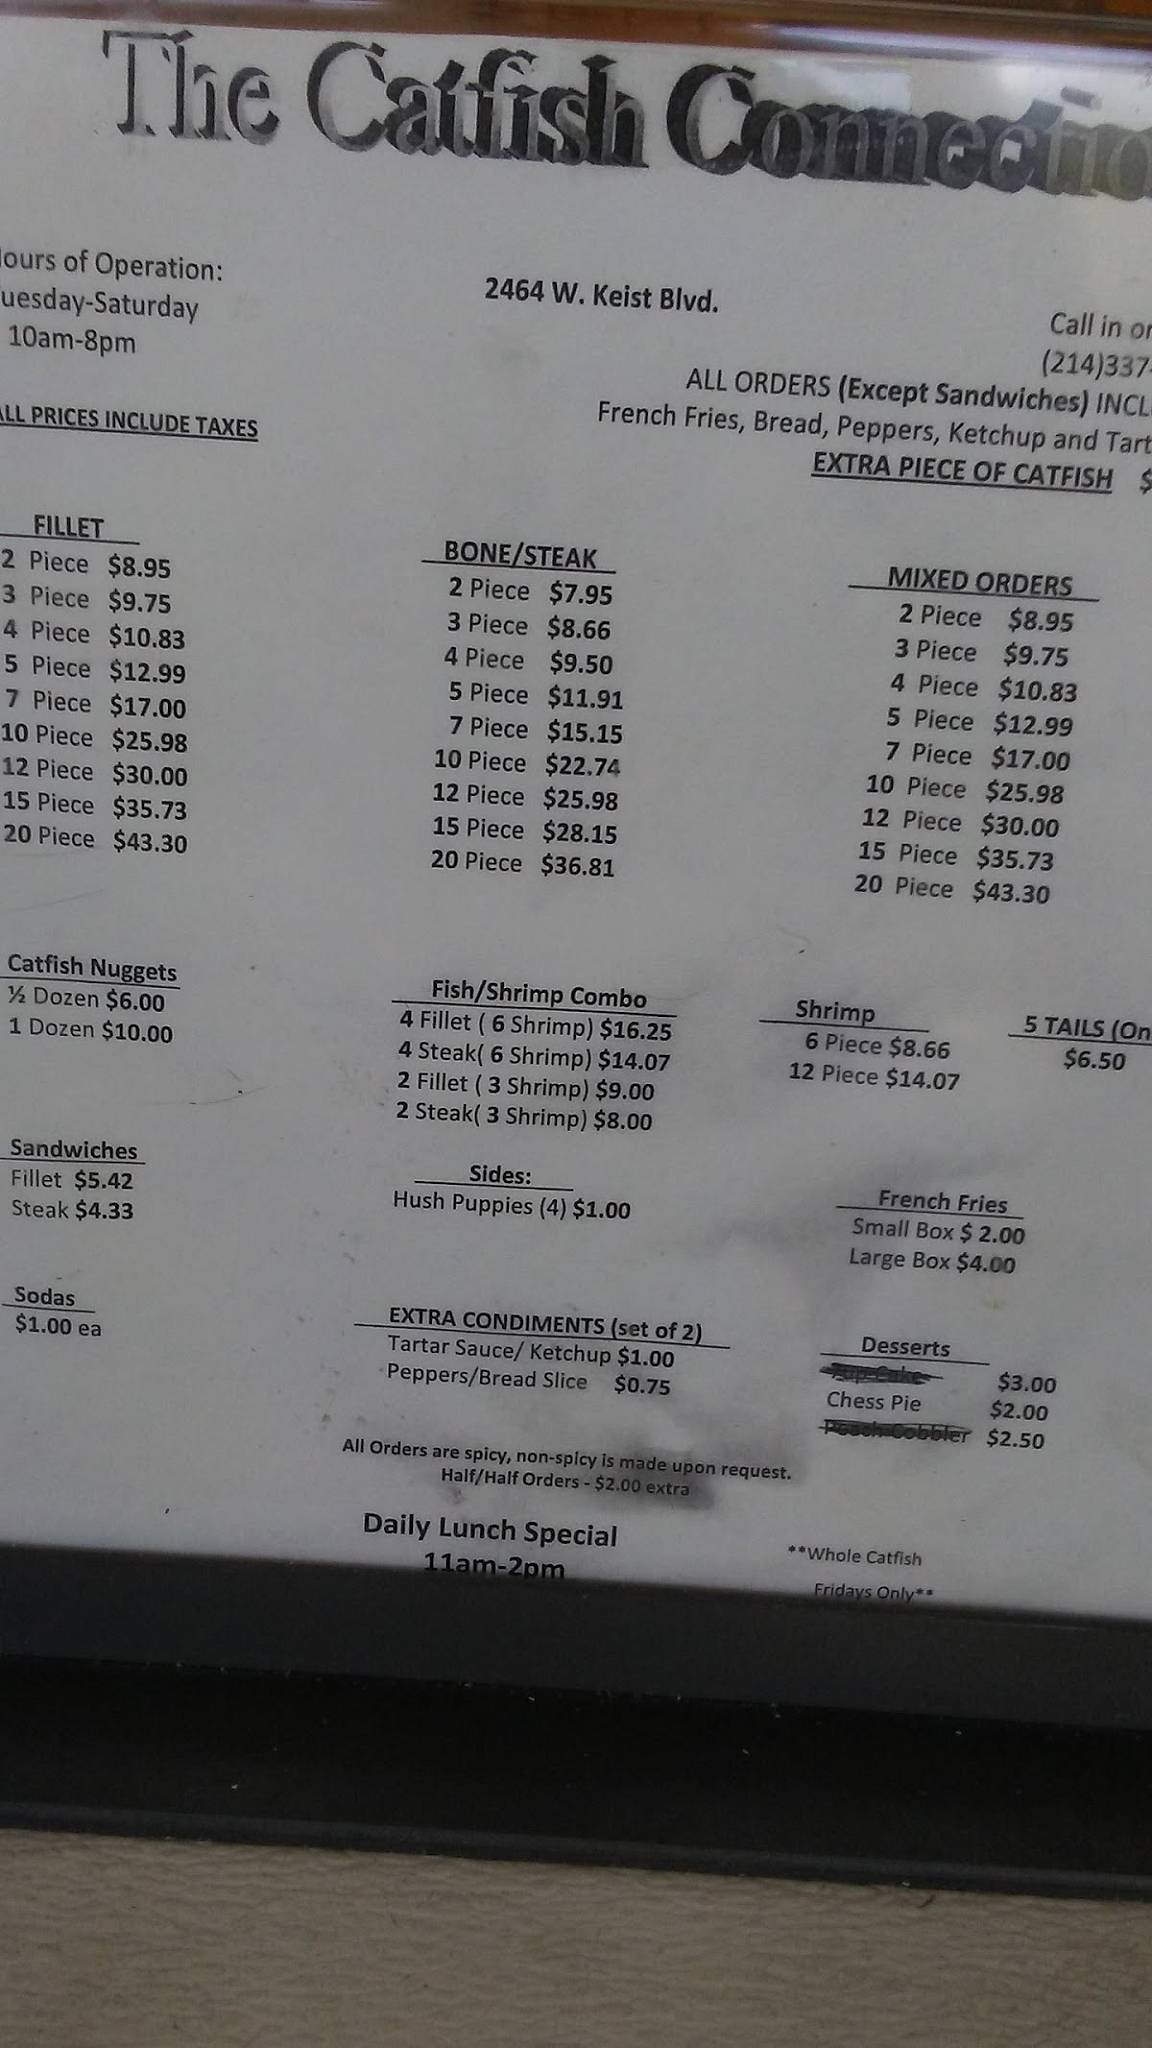 The Catfish Connectio
Hours of Operation:
Tuesday-Saturday
10am-8pm
2464 W. Keist Blvd.
Call in or
(214)337-
ALL PRICES INCLUDE TAXES
ALL ORDERS (Except Sandwiches) INCL
French Fries, Bread, Peppers, Ketchup and Tart
EXTRA PIECE OF CATFISH $
FILLET
2 Piece $8.95
3 Piece $9.75
4 Piece $10.83
5 Piece $12.99
7 Piece $17.00
10 Piece $25.98
12 Piece $30.00
15 Piece $35.73
20 Piece $43.30
BONE/STEAK
2 Piece $7.95
3 Piece $8.66
4 Piece $9.50
5 Piece $11.91
7 Piece $15.15
10 Piece $22.74
12 Piece $25.98
15 Piece $28.15
20 Piece $36.81
MIXED ORDERS
2 Piece $8.95
3 Piece $9.75
4 Piece $10.83
5 Piece $12.99
7 Piece $17.00
10 Piece $25.98
12 Piece $30.00
15 Piece $35.73
20 Piece $43.30
Catfish Nuggets
½ Dozen $6.00
1 Dozen $10.00
Fish/Shrimp Combo
4 Fillet ( 6 Shrimp) $16.25
4 Steak( 6 Shrimp) $14.07
2 Fillet ( 3 Shrimp) $9.00
2 Steak( 3 Shrimp) $8.00
Shrimp
6 Piece $8.66
12 Piece $14.07
5 TAILS (On
$6.50
Sandwiches
Fillet $5.42
Steak $4.33
Sides:
Hush Puppies (4) $1.00
French Fries
Small Box $ 2.00
Large Box $4.00
Sodas
$1.00 ea
EXTRA CONDIMENTS (set of 2)
Tartar Sauce/ Ketchup $1.00
Peppers/Bread Slice $0.75
Desserts
7up Cake $3.00
Chess Pie $2.00
Peach Cobbler $2.50
All Orders are spicy, non-spicy is made upon request.
Half/Half Orders - $2.00 extra
Daily Lunch Special
11am-2pm
**Whole Catfish
Fridays Only**